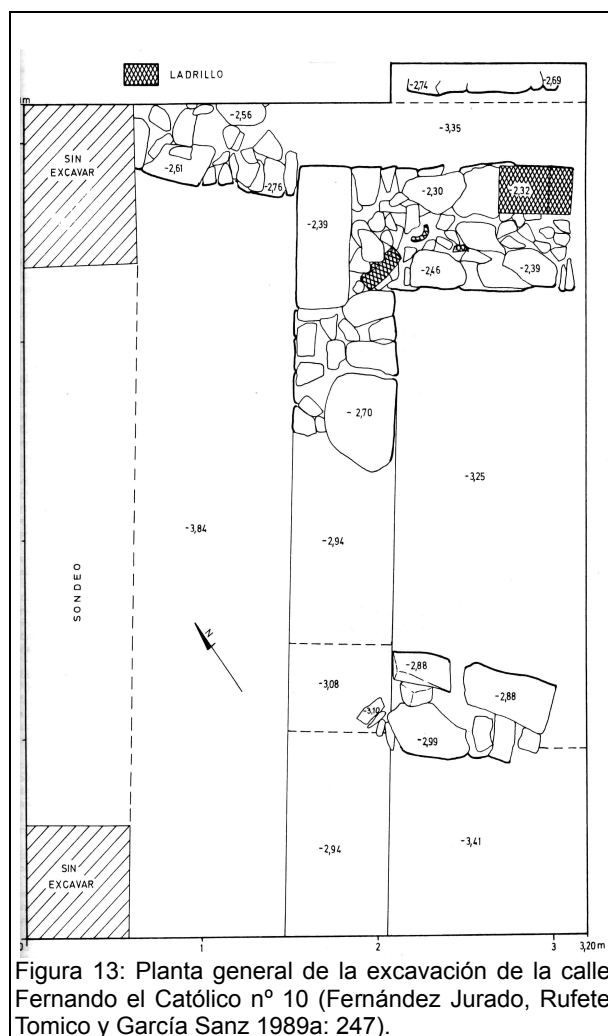 LADRILLO
-2,74
-2,69
m
-2,56
-3,35
SIN
EXCAVAR
-2,61
-2,76
-2,30
-2,32
-2,39
-2,46
-2,39
-2,70
-3,25
-3,84
-2,94
SONDEO
N
-2,88
-3,08
-2,88
-3,10
-2,99
SIN
EXCAVAR
-2,94
-3,41
0
1
2
3
3,20 m
Figura 13: Planta general de la excavación de la calle
Fernando el Católico nº 10 (Fernández Jurado, Rufete
Tomico y García Sanz 1989a: 247).